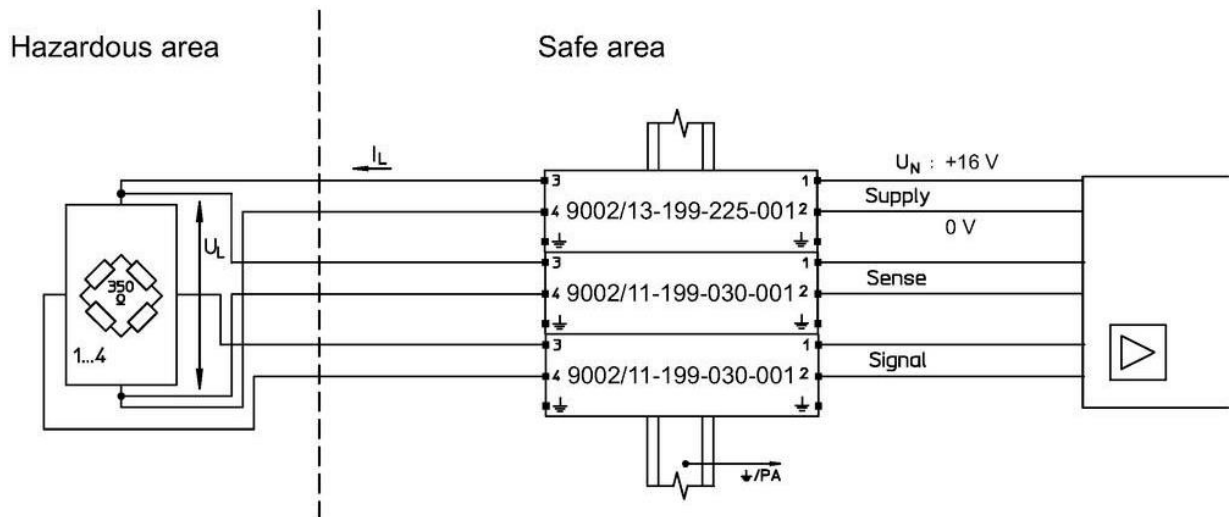 Hazardous area
Safe area
I_L
U_N : +16 V
3
1
Supply
4
9002/13-199-225-001
2
0 V
U_L
3
1
350
Ω
4
9002/11-199-030-001
2
Sense
1...4
3
1
Signal
4
9002/11-199-030-001
2
⏚/PA